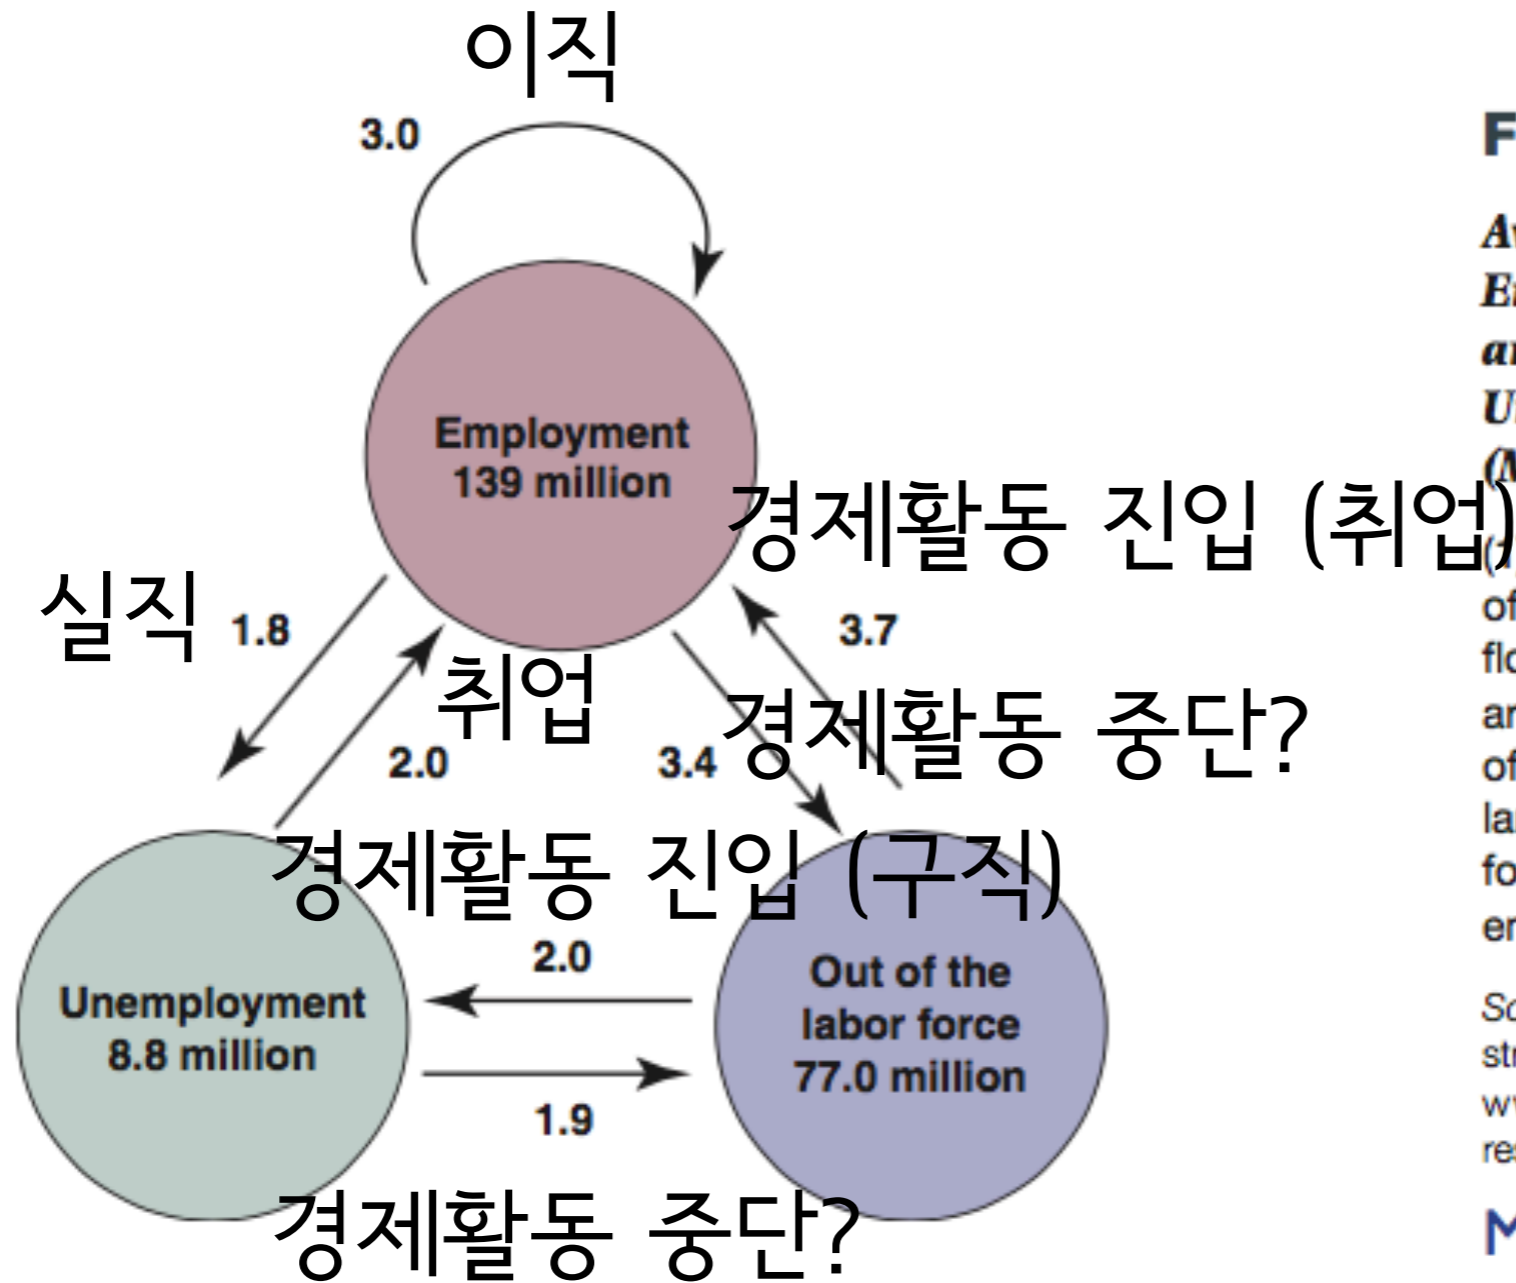 이직
3.0
Employment
139 million
경제활동 진입 (취업)
실직
1.8
3.7
취업
2.0
3.4
경제활동 중단?
경제활동 진입 (구직)
2.0
Out of the
labor force
77.0 million
Unemployment
8.8 million
1.9
경제활동 중단?
of